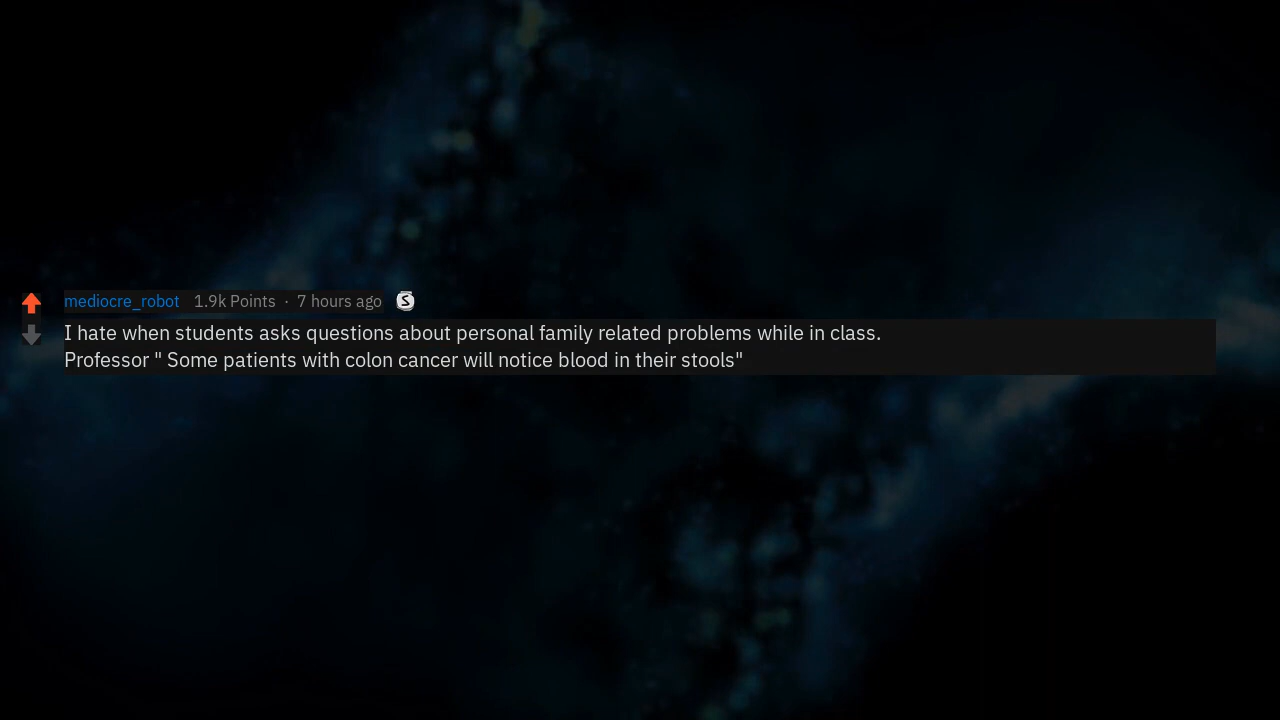 mediocre_robot 1.9k Points · 7 hours ago
I hate when students asks questions about personal family related problems while in class.
Professor " Some patients with colon cancer will notice blood in their stools"